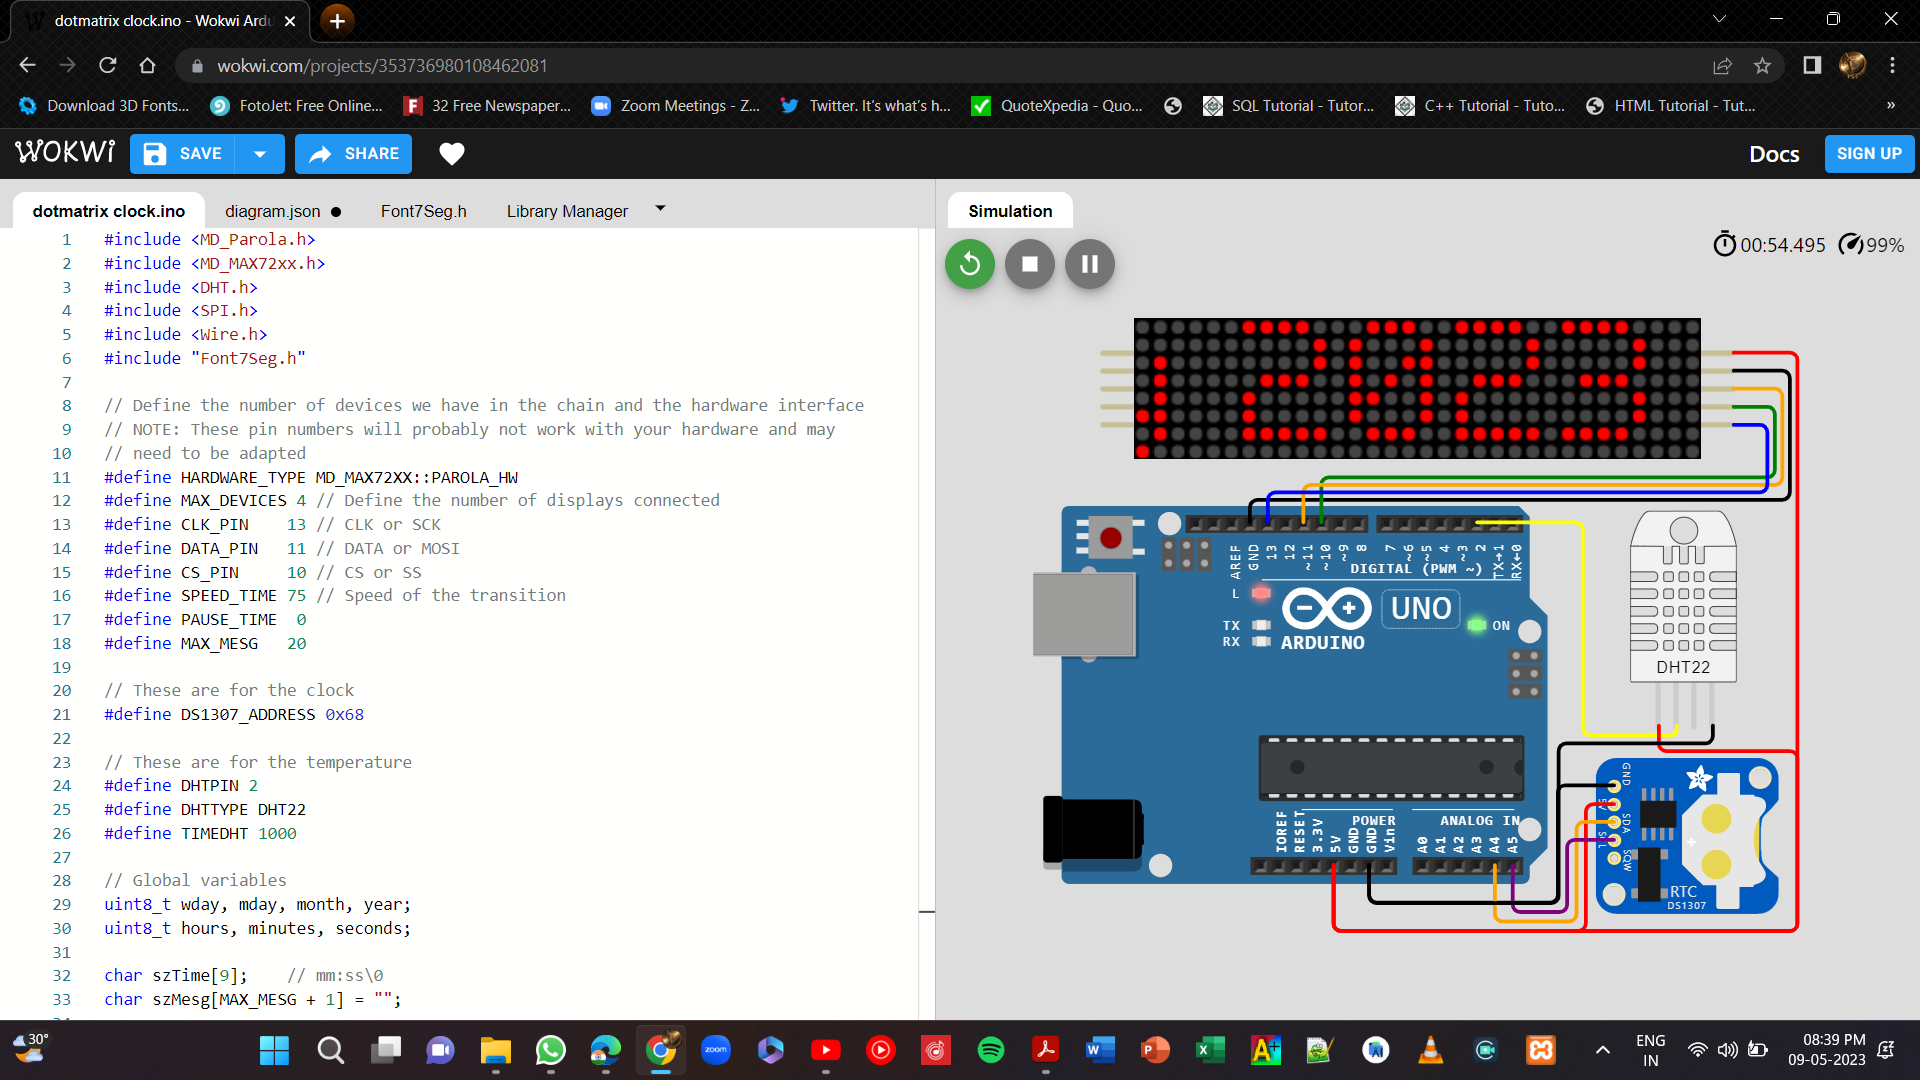 dotmatrix clock.ino - Wokwi Ardu
wokwi.com/projects/353736980108462081
Download 3D Fonts... FotoJet: Free Online... 32 Free Newspaper... Zoom Meetings - Z... Twitter. It's what's h... QuoteXpedia - Quo... SQL Tutorial - Tutor... C++ Tutorial - Tuto... HTML Tutorial - Tut... »
WOKWi SAVE SHARE Docs SIGN UP
dotmatrix clock.ino diagram.json Font7Seg.h Library Manager
1 #include <MD_Parola.h>
2 #include <MD_MAX72xx.h>
3 #include <DHT.h>
4 #include <SPI.h>
5 #include <Wire.h>
6 #include "Font7Seg.h"
7
8 // Define the number of devices we have in the chain and the hardware interface
9 // NOTE: These pin numbers will probably not work with your hardware and may
10 // need to be adapted
11 #define HARDWARE_TYPE MD_MAX72XX::PAROLA_HW
12 #define MAX_DEVICES 4 // Define the number of displays connected
13 #define CLK_PIN    13 // CLK or SCK
14 #define DATA_PIN   11 // DATA or MOSI
15 #define CS_PIN     10 // CS or SS
16 #define SPEED_TIME 75 // Speed of the transition
17 #define PAUSE_TIME  0
18 #define MAX_MESG   20
19
20 // These are for the clock
21 #define DS1307_ADDRESS 0x68
22
23 // These are for the temperature
24 #define DHTPIN 2
25 #define DHTTYPE DHT22
26 #define TIMEDHT 1000
27
28 // Global variables
29 uint8_t wday, mday, month, year;
30 uint8_t hours, minutes, seconds;
31
32 char szTime[9];    // mm:ss\0
33 char szMesg[MAX_MESG + 1] = "";
Simulation
00:54.495 99%
AREF GND 13 12 ~11 ~10 ~9 8 7 ~6 ~5 4 ~3 2 TX→1 RX←0
DIGITAL (PWM ~)
L
TX
RX
UNO
ON
ARDUINO
DHT22
IOREF RESET 3.3V 5V GND GND Vin
POWER
ANALOG IN
A0 A1 A2 A3 A4 A5
GND
5V
SDA
SCL
SQW
RTC
DS1307
30°
zoom
ENG
IN
08:39 PM
09-05-2023